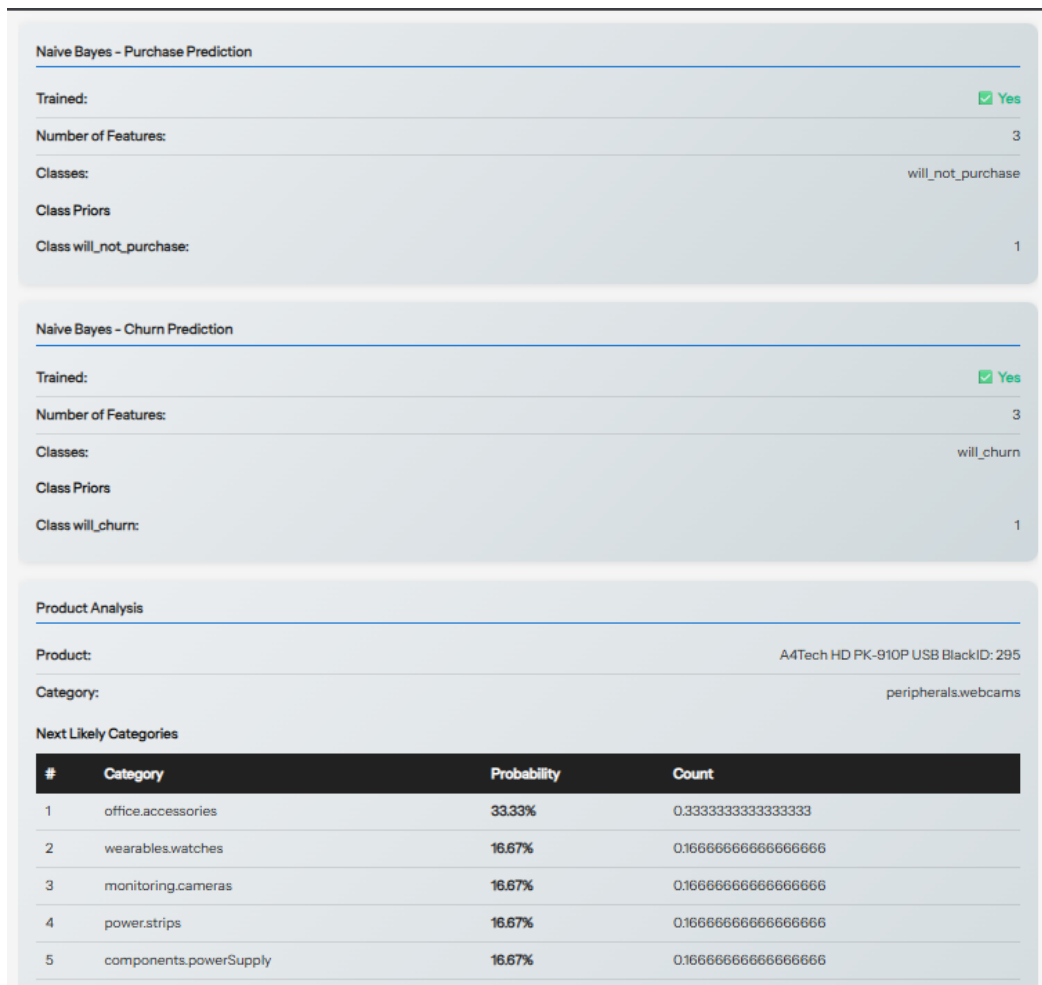 Naive Bayes - Purchase Prediction
Trained: ✅ Yes
Number of Features: 3
Classes: will_not_purchase
Class Priors
Class will_not_purchase: 1
Naive Bayes - Churn Prediction
Trained: ✅ Yes
Number of Features: 3
Classes: will_churn
Class Priors
Class will_churn: 1
Product Analysis
Product: A4Tech HD PK-910P USB BlackID: 295
Category: peripherals.webcams
Next Likely Categories
# Category Probability Count
1 office.accessories 33.33% 0.3333333333333333
2 wearables.watches 16.67% 0.16666666666666666
3 monitoring.cameras 16.67% 0.16666666666666666
4 power.strips 16.67% 0.16666666666666666
5 components.powerSupply 16.67% 0.16666666666666666